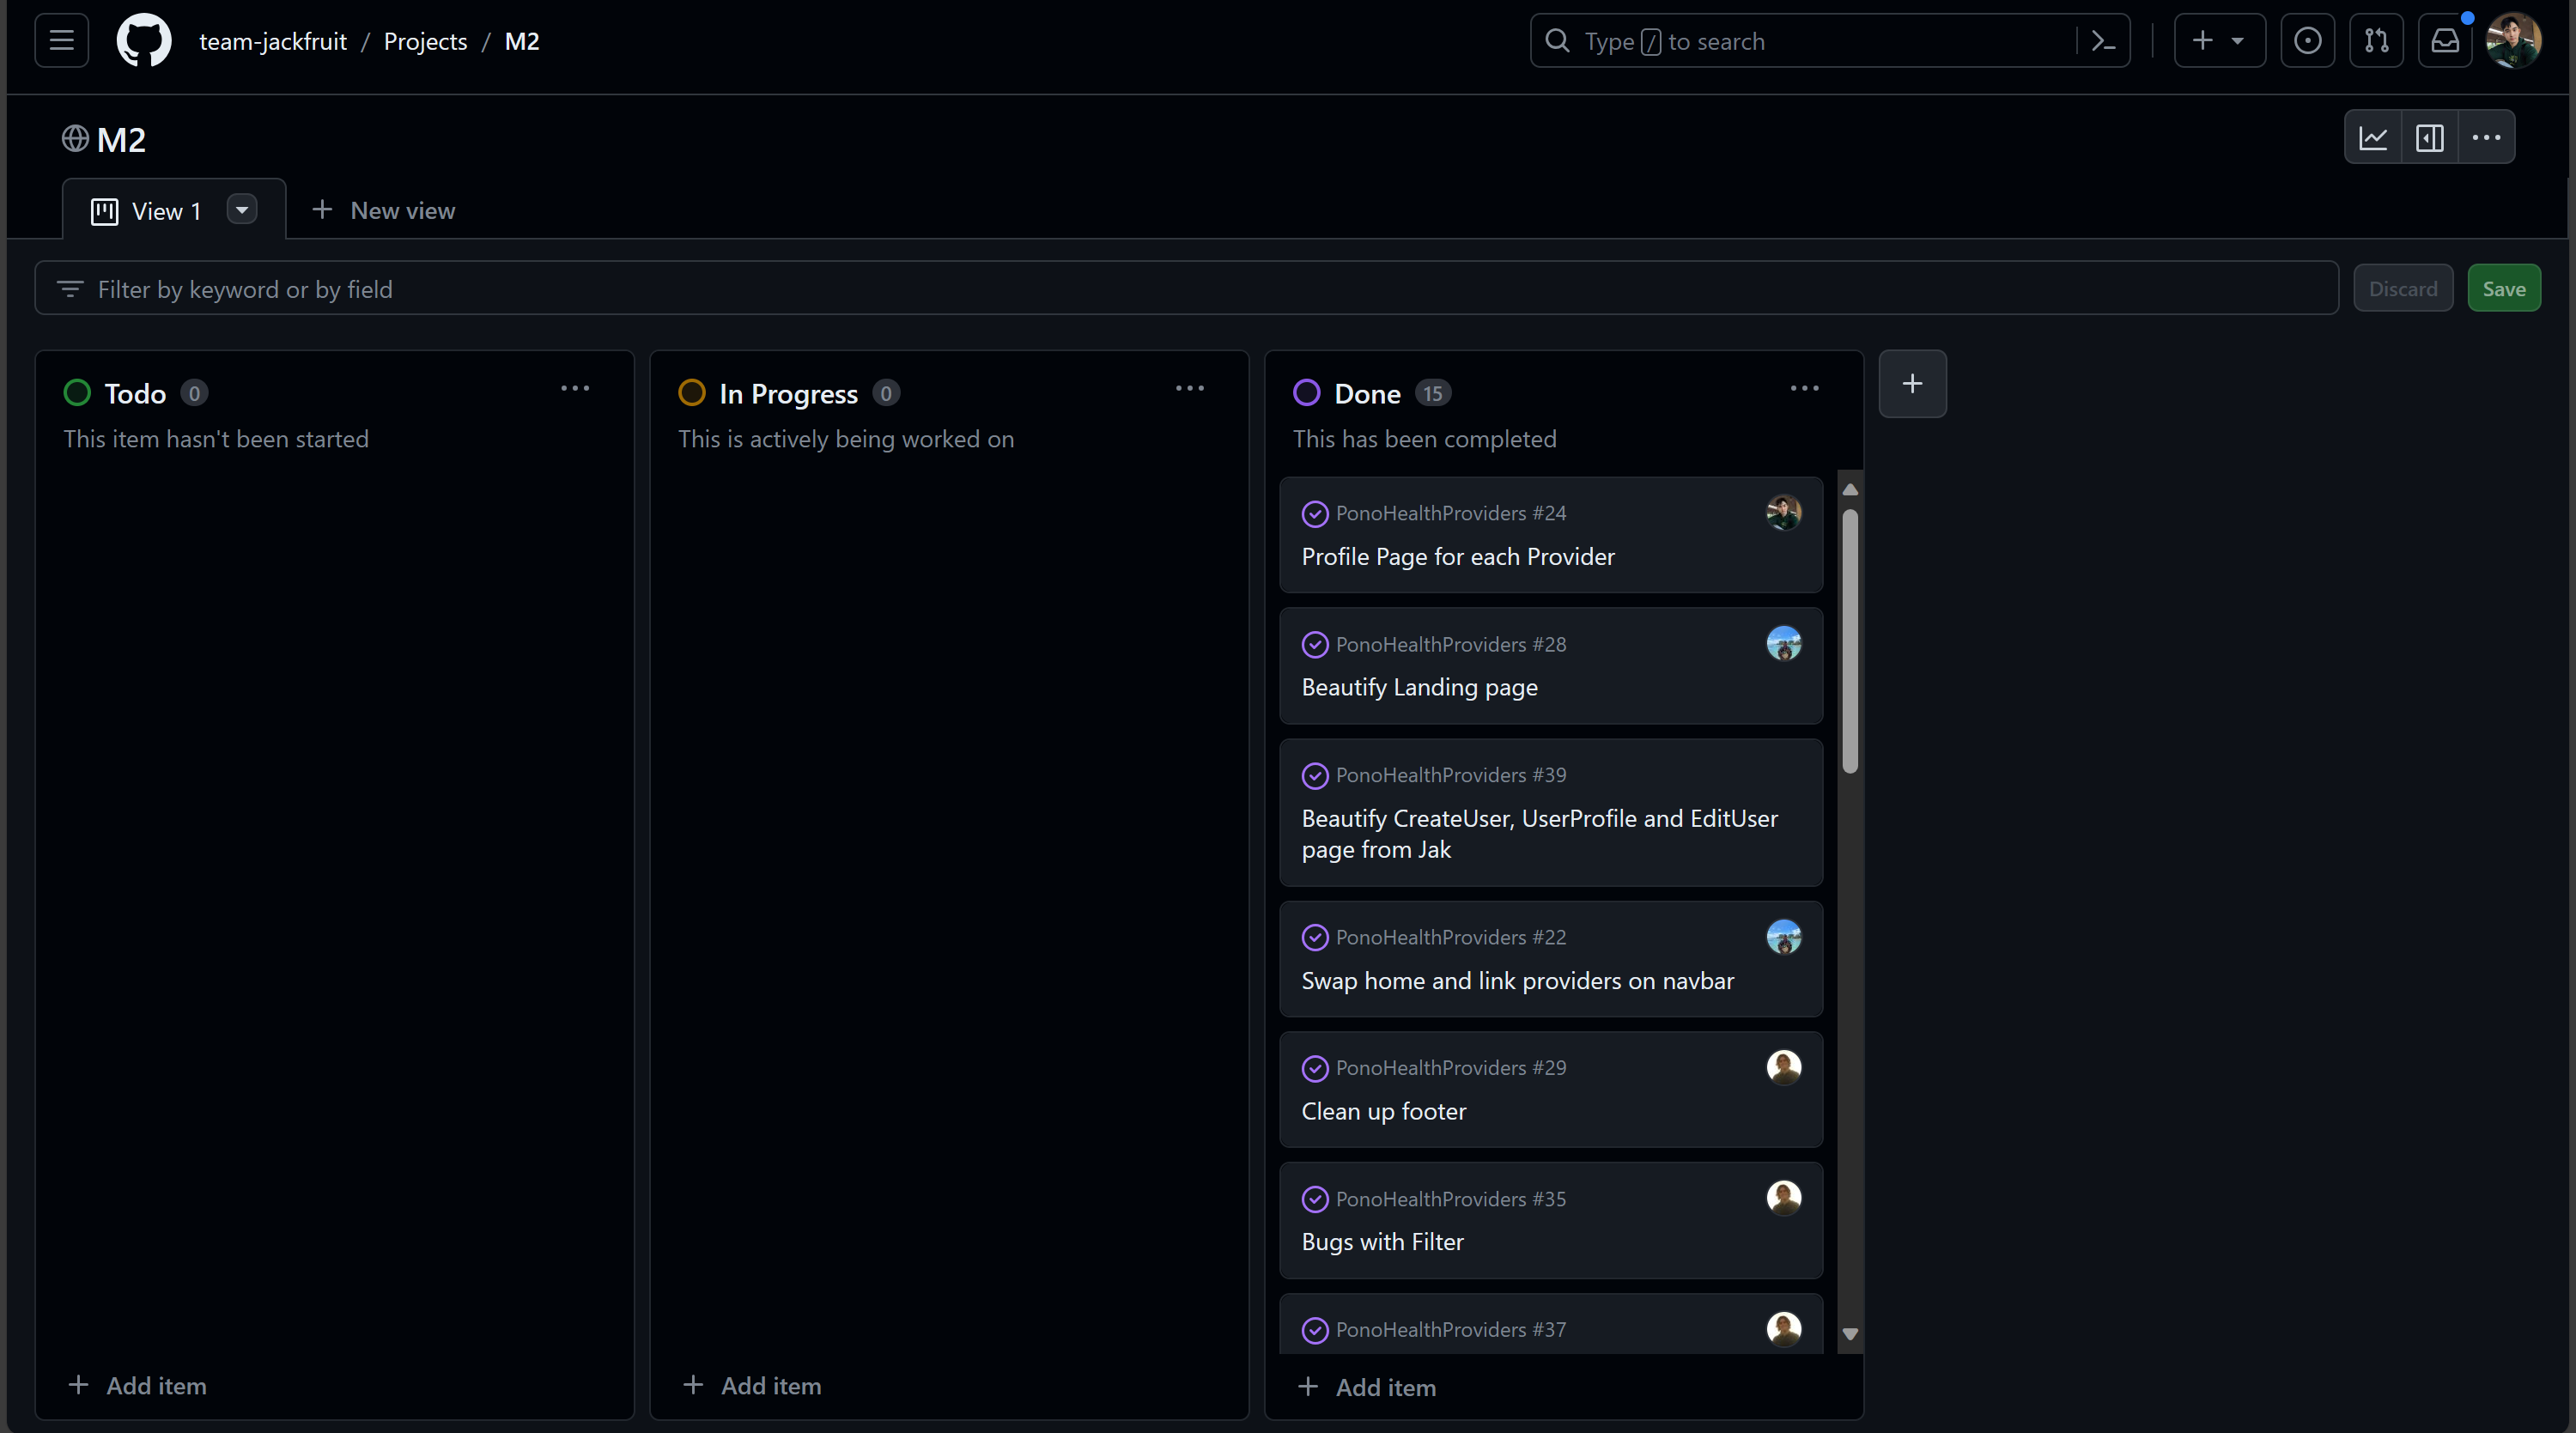 team-jackfruit / Projects / M2
Type / to search
M2
View 1
New view
Filter by keyword or by field
Discard
Save
Todo 0
This item hasn't been started
Add item
In Progress 0
This is actively being worked on
Add item
Done 15
This has been completed
PonoHealthProviders #24
Profile Page for each Provider
PonoHealthProviders #28
Beautify Landing page
PonoHealthProviders #39
Beautify CreateUser, UserProfile and EditUser
page from Jak
PonoHealthProviders #22
Swap home and link providers on navbar
PonoHealthProviders #29
Clean up footer
PonoHealthProviders #35
Bugs with Filter
PonoHealthProviders #37
Add item